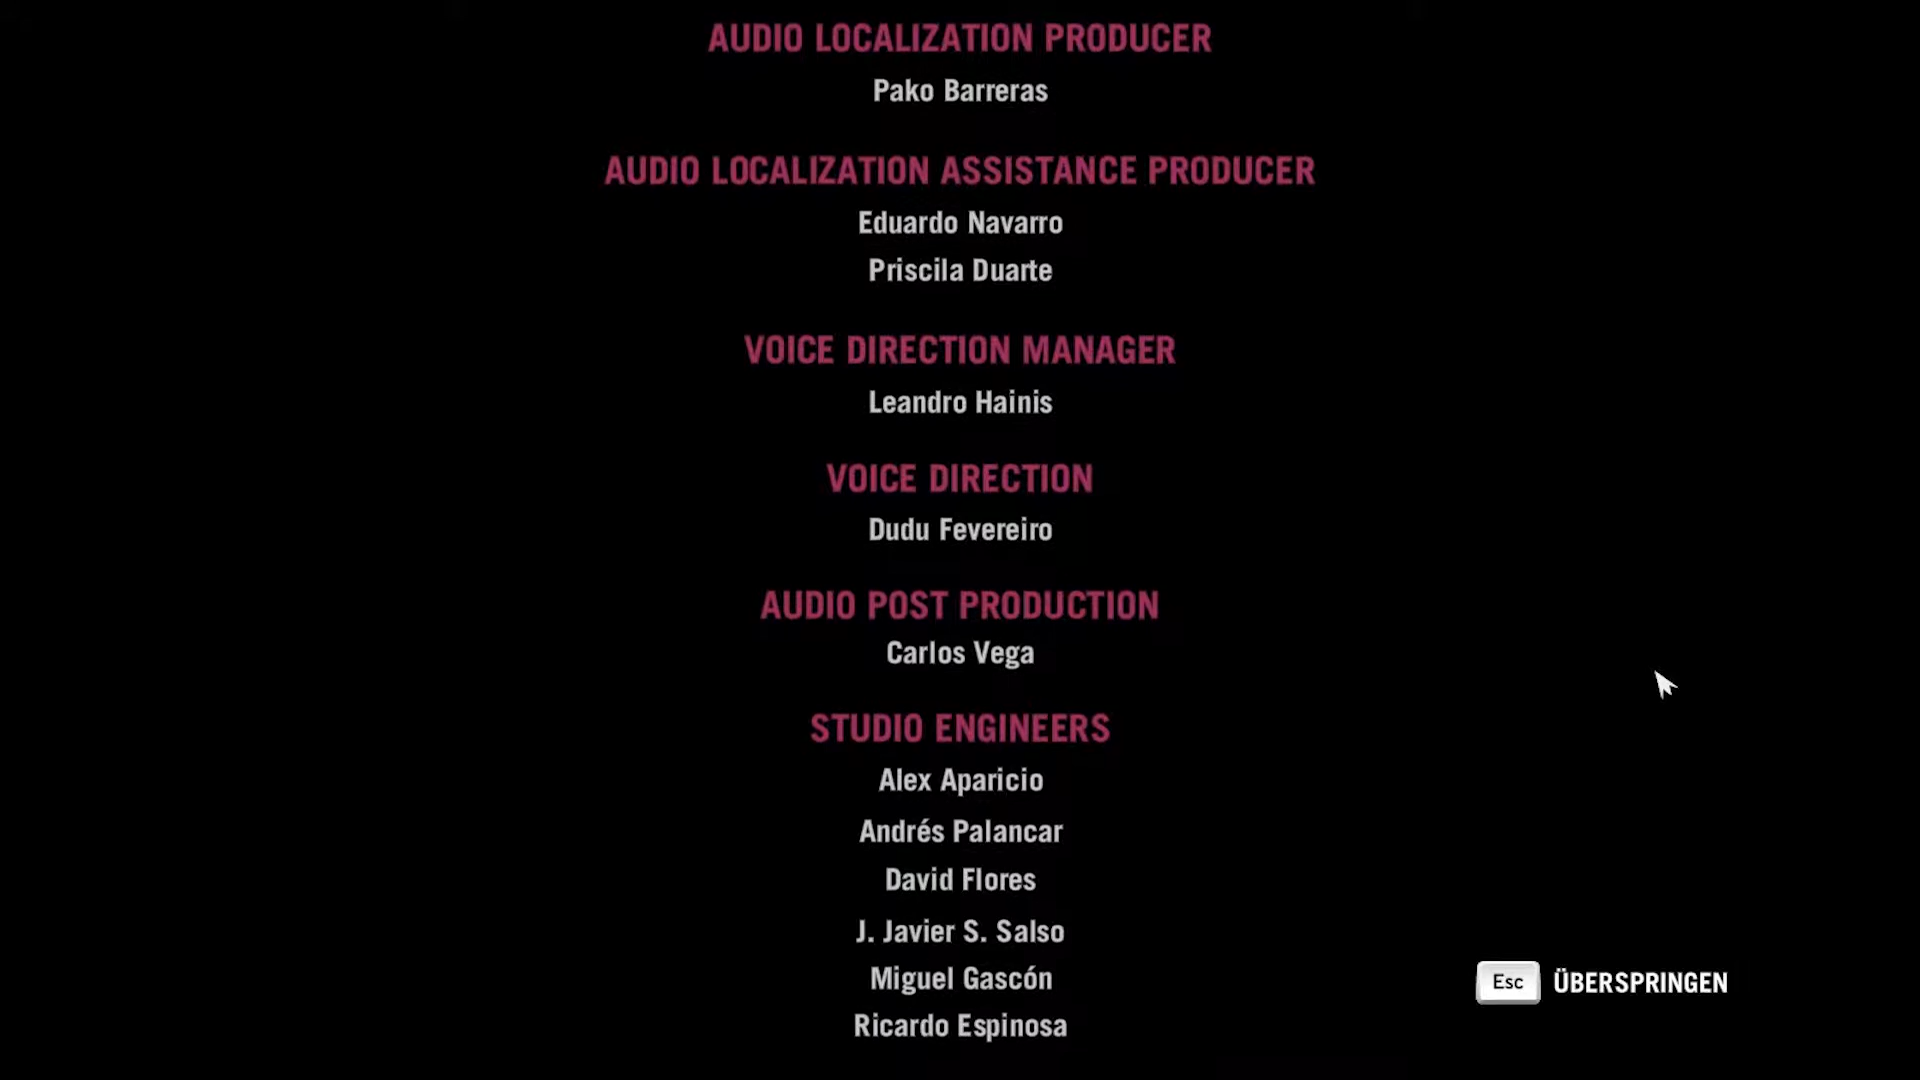 AUDIO LOCALIZATION PRODUCER
Pako Barreras
AUDIO LOCALIZATION ASSISTANCE PRODUCER
Eduardo Navarro
Priscila Duarte
VOICE DIRECTION MANAGER
Leandro Hainis
VOICE DIRECTION
Dudu Fevereiro
AUDIO POST PRODUCTION
Carlos Vega
STUDIO ENGINEERS
Alex Aparicio
Andrés Palancar
David Flores
J. Javier S. Salso
Miguel Gascón
Ricardo Espinosa
Esc ÜBERSPRINGEN